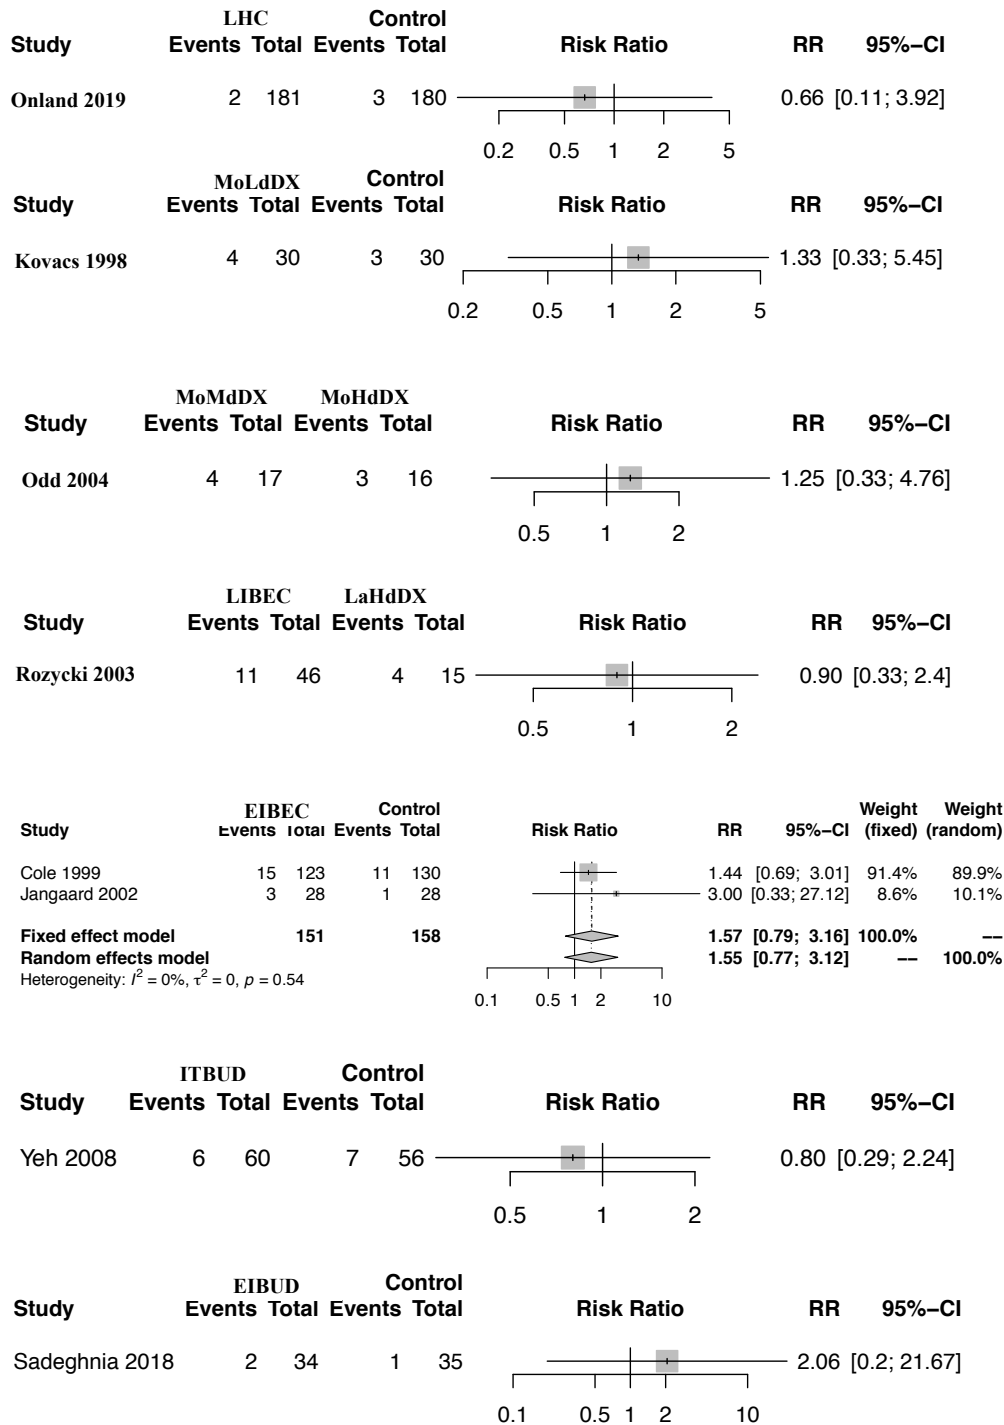 LHC Control
Study Events Total Events Total Risk Ratio RR 95%−CI
Onland 2019 2 181 3 180 0.66 [0.11; 3.92]
0.2 0.5 1 2 5
MoLdDX Control
Study Events Total Events Total Risk Ratio RR 95%−CI
Kovacs 1998 4 30 3 30 1.33 [0.33; 5.45]
0.2 0.5 1 2 5
MoMdDX MoHdDX
Study Events Total Events Total Risk Ratio RR 95%−CI
Odd 2004 4 17 3 16 1.25 [0.33; 4.76]
0.5 1 2
LIBEC LaHdDX
Study Events Total Events Total Risk Ratio RR 95%−CI
Rozycki 2003 11 46 4 15 0.90 [0.33; 2.4]
0.5 1 2
EIBEC Control Weight Weight
Study Events Total Events Total Risk Ratio RR 95%−CI (fixed) (random)
Cole 1999 15 123 11 130 1.44 [0.69; 3.01] 91.4% 89.9%
Jangaard 2002 3 28 1 28 3.00 [0.33; 27.12] 8.6% 10.1%
Fixed effect model 151 158 1.57 [0.79; 3.16] 100.0% −−
Random effects model 1.55 [0.77; 3.12] −− 100.0%
Heterogeneity: I² = 0%, τ² = 0, p = 0.54
0.1 0.5 1 2 10
ITBUD Control
Study Events Total Events Total Risk Ratio RR 95%−CI
Yeh 2008 6 60 7 56 0.80 [0.29; 2.24]
0.5 1 2
EIBUD Control
Study Events Total Events Total Risk Ratio RR 95%−CI
Sadeghnia 2018 2 34 1 35 2.06 [0.2; 21.67]
0.1 0.5 1 2 10